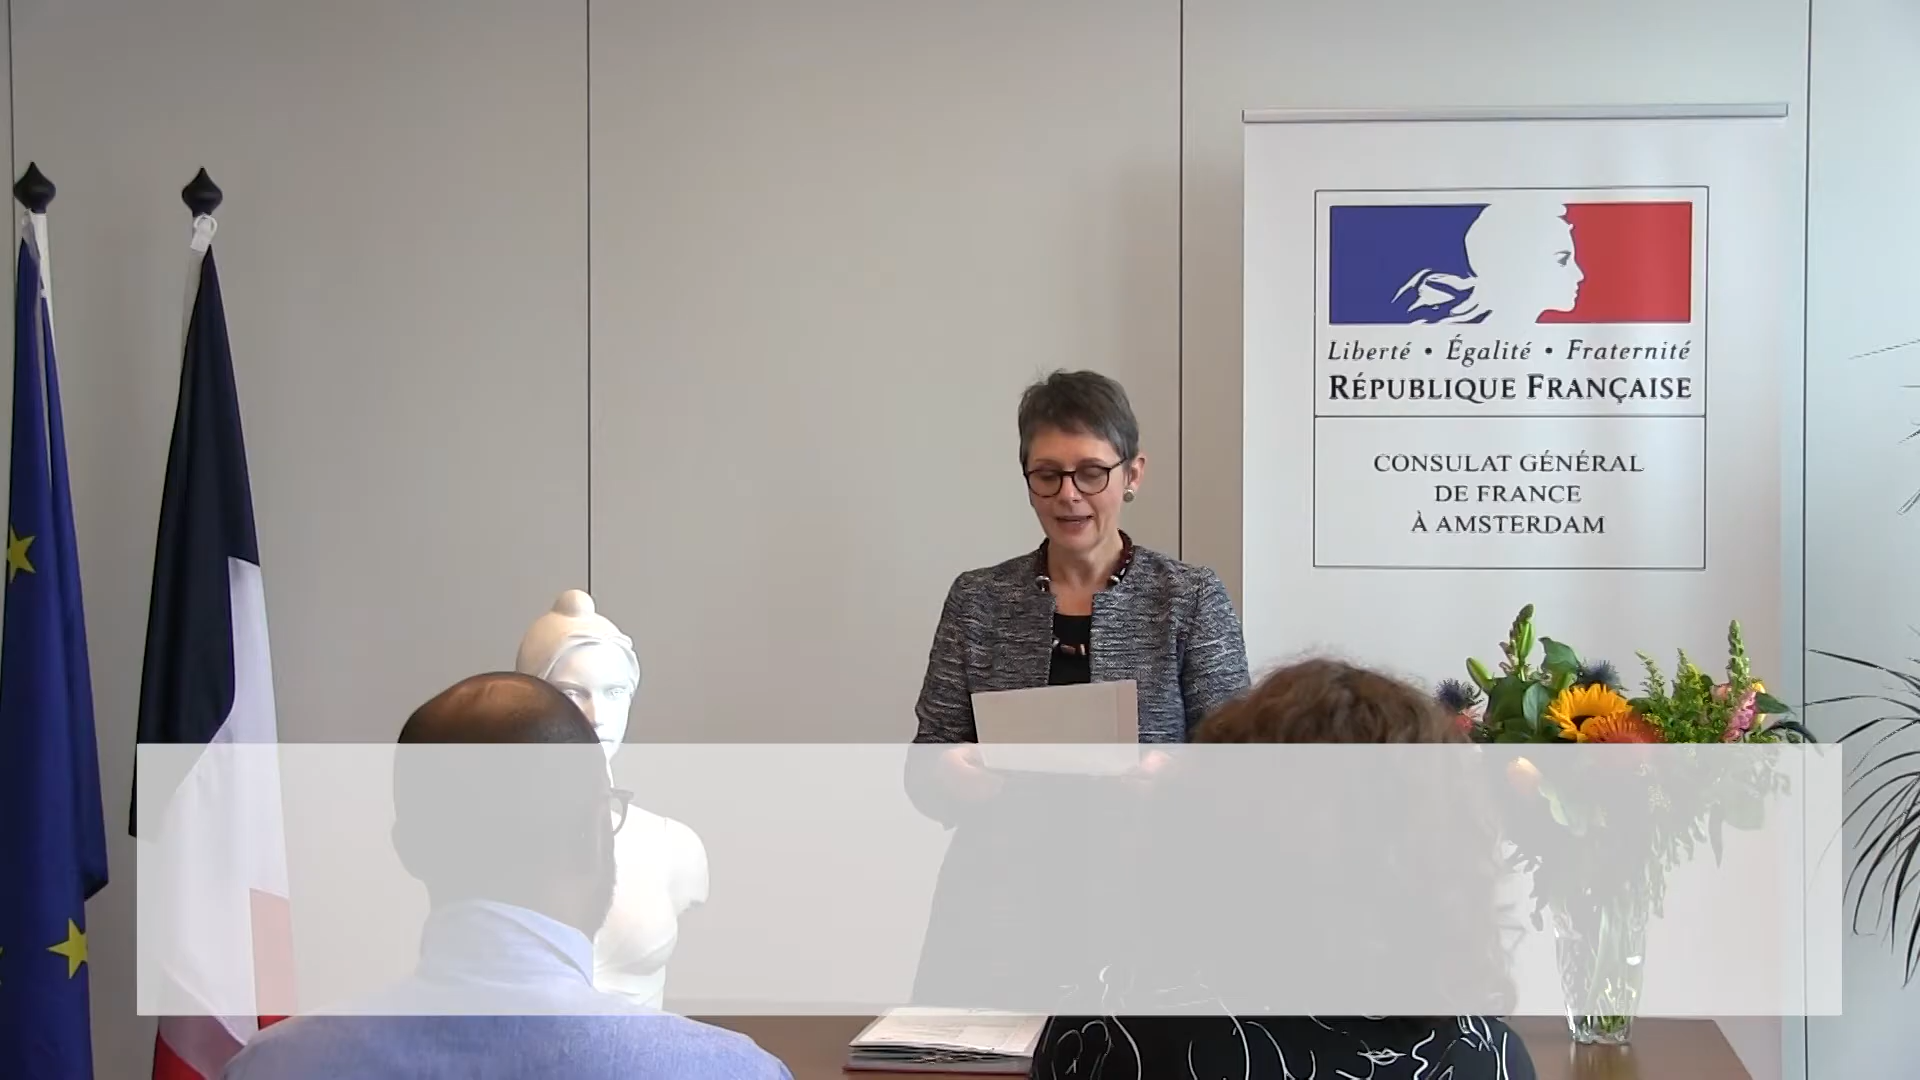 Liberté • Égalité • Fraternité
RÉPUBLIQUE FRANÇAISE
CONSULAT GÉNÉRAL
DE FRANCE
À AMSTERDAM